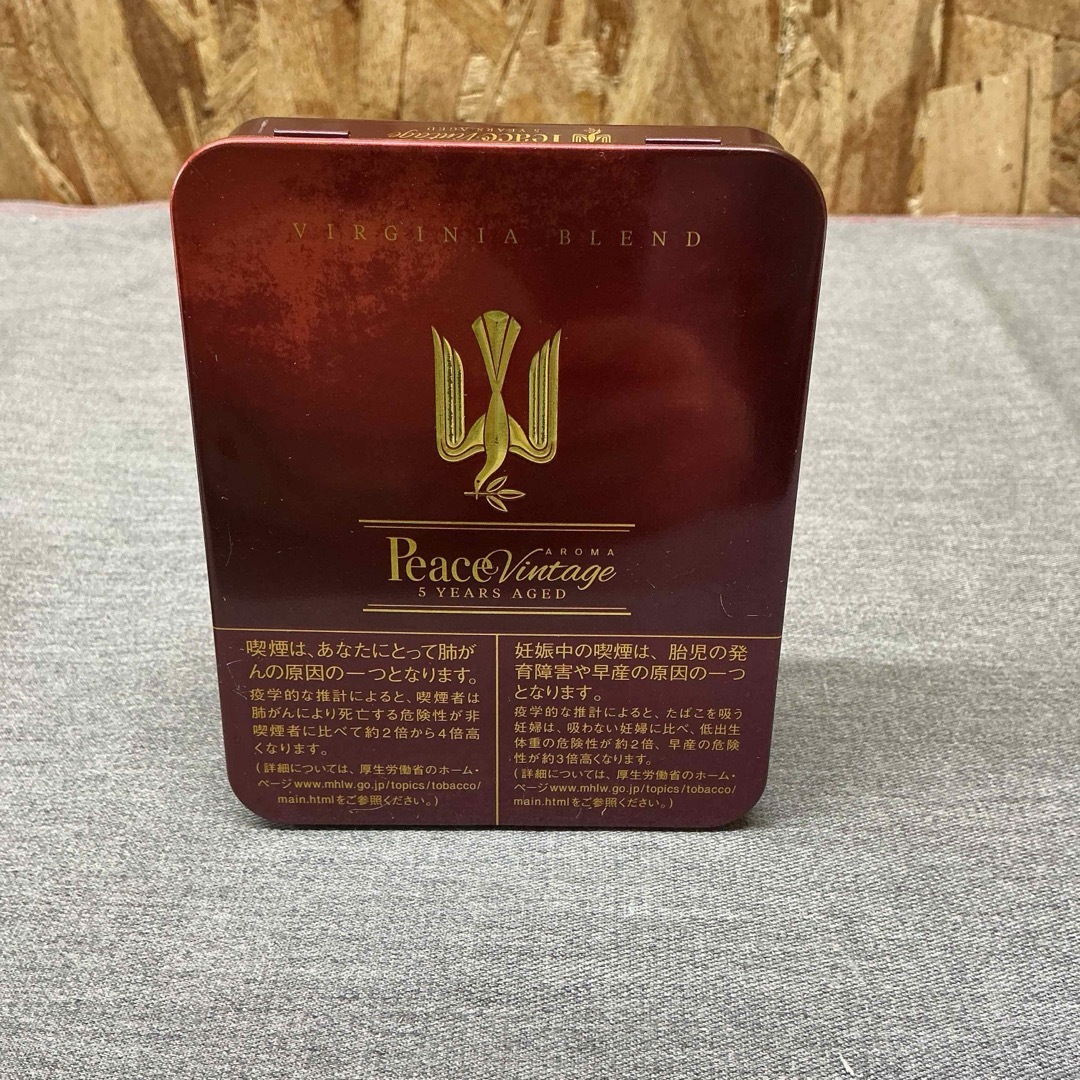 Peace Vintage
5 YEARS AGED
VIRGINIA BLEND
AROMA
Peace Vintage
5 YEARS AGED
喫煙は、あなたにとって肺が
んの原因の一つとなります。
疫学的な推計によると、喫煙者は
肺がんにより死亡する危険性が非
喫煙者に比べて約2倍から4倍高
くなります。
(詳細については、厚生労働省のホーム・
ページwww.mhlw.go.jp/topics/tobacco/
main.htmlをご参照ください。)
妊娠中の喫煙は、胎児の発
育障害や早産の原因の一つ
となります。
疫学的な推計によると、たばこを吸う
妊婦は、吸わない妊婦に比べ、低出生
体重の危険性が約2倍、早産の危険
性が約3倍高くなります。
(詳細については、厚生労働省のホーム・
ページwww.mhlw.go.jp/topics/tobacco/
main.htmlをご参照ください。)